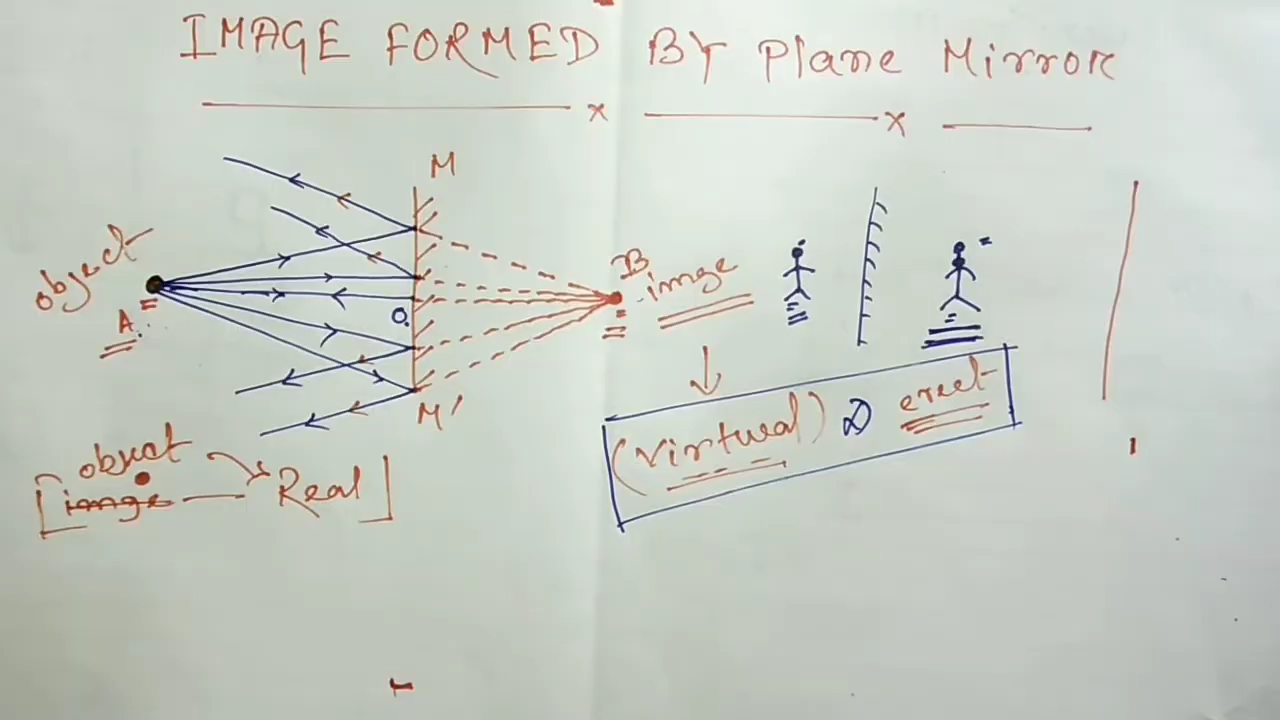 IMAGE FORMED BY Plane Mirror
M
object
A
B
image
O
M'
(virtual) & erect
object
[image — Real]